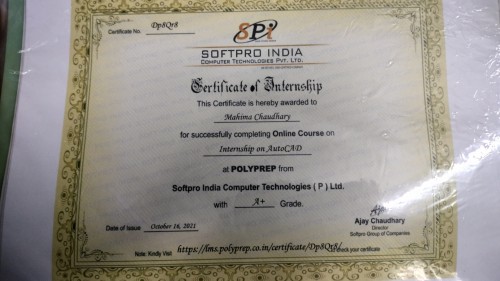 Certificate No. Dp8Qr8
SPi
SOFTPRO INDIA
COMPUTER TECHNOLOGIES PVT. LTD.
Certificate of Internship
This Certificate is hereby awarded to
Mahima Chaudhary
for successfully completing Online Course on
Internship on AutoCAD
at POLYPREP from
Softpro India Computer Technologies ( P ) Ltd.
with A+ Grade.
Date of Issue October 16, 2021
Ajay Chaudhary
Director
Softpro Group of Companies
Note: Kindly Visit https://lms.polyprep.co.in/certificate/Dp8Qr8/ to check your certificate